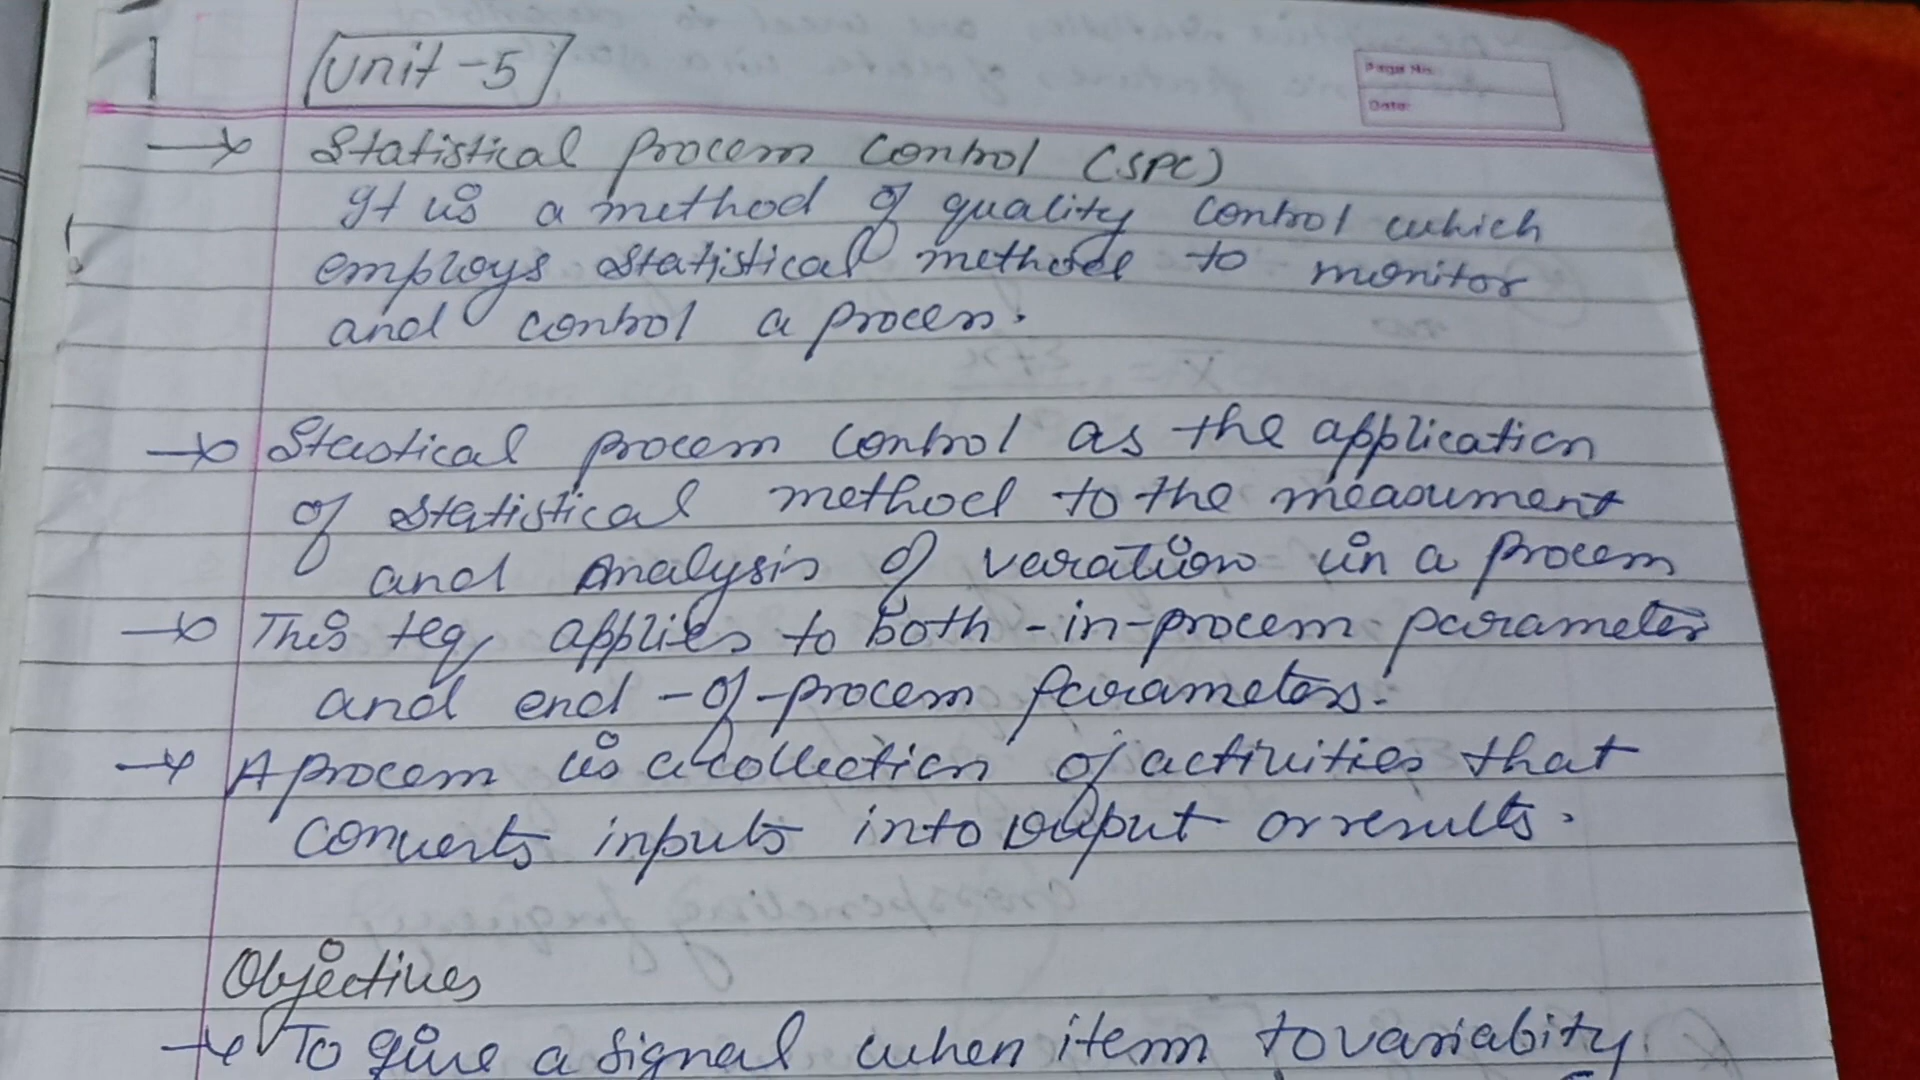 Unit-5
Page No.
Date:
→ Statistical process control (SPC)
It is a method of quality control which
employs statistical methods to monitor
and control a process.
→ Stastical process control as the application
of statistical method to the measument
and analysis of varation in a process
→ This teq applies to both -in-process parameters
and end -of-process parameters.
→ A process is a collection of activities that
converts inputs into output or results.
Objectives
→ To give a signal when item to variabity